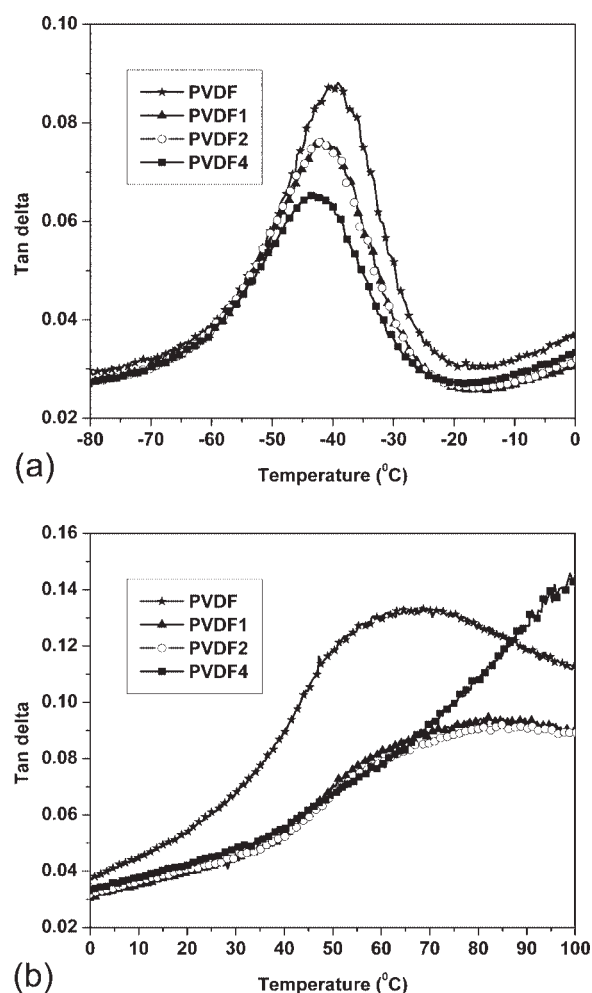 0.10
0.08
0.06
0.04
0.02
Tan delta
PVDF
PVDF1
PVDF2
PVDF4
-80 -70 -60 -50 -40 -30 -20 -10 0
Temperature (⁰C)
(a)
0.16
0.14
0.12
0.10
0.08
0.06
0.04
0.02
Tan delta
PVDF
PVDF1
PVDF2
PVDF4
0 10 20 30 40 50 60 70 80 90 100
Temperature (⁰C)
(b)